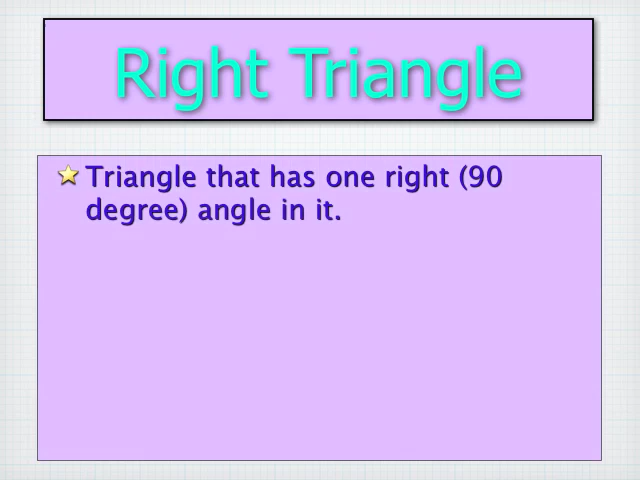 Right Triangle
Triangle that has one right (90
degree) angle in it.